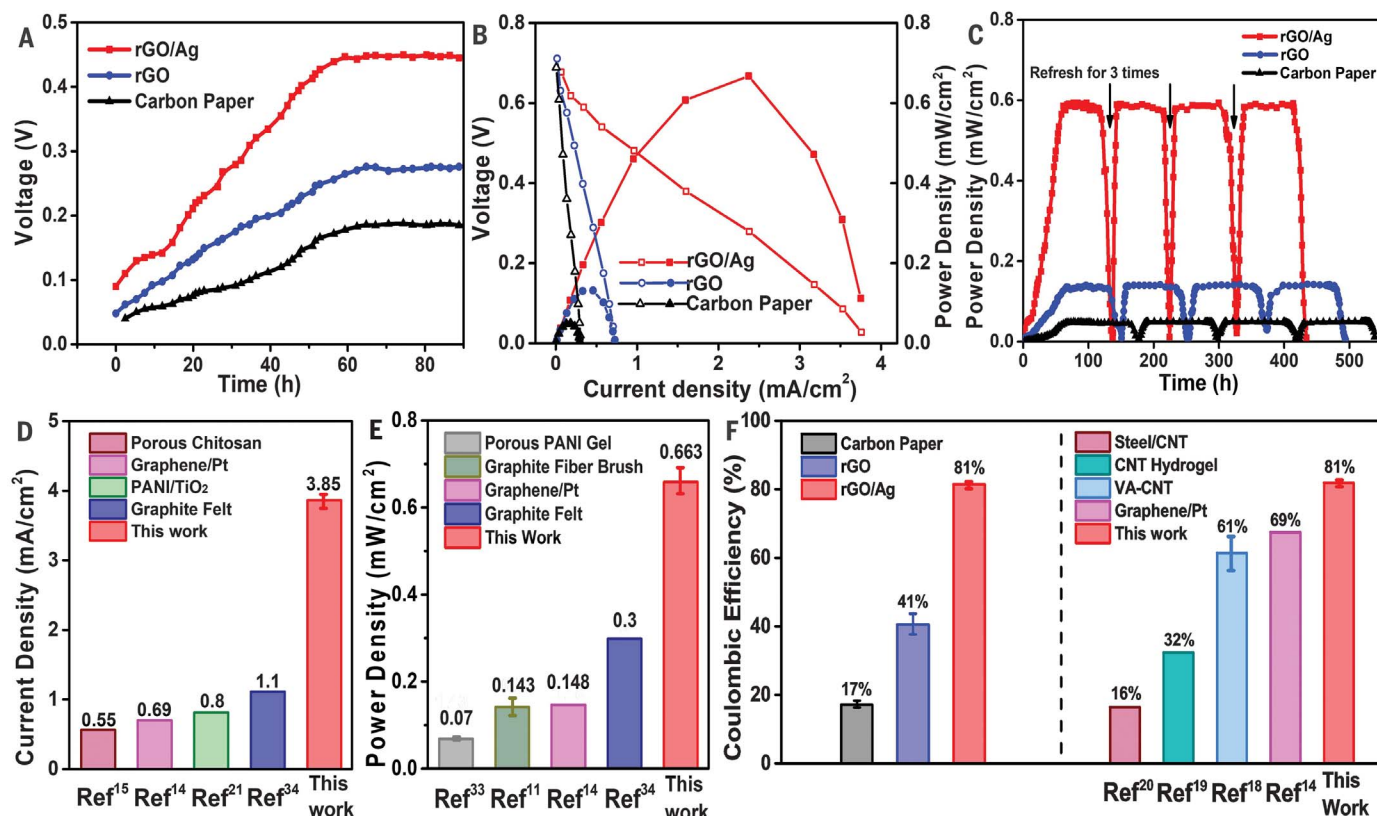 A
rGO/Ag
rGO
Carbon Paper
Voltage (V)
0.5
0.4
0.3
0.2
0.1
0.0
0 20 40 60 80
Time (h)
B
rGO/Ag
rGO
Carbon Paper
Voltage (V)
0.8
0.6
0.4
0.2
0.0
0 1 2 3 4
Current density (mA/cm²)
0.8
0.6
0.4
0.2
0.0
Power Density (mW/cm²)
C
rGO/Ag
rGO
Carbon Paper
Refresh for 3 times
Power Density (mW/cm²)
0 100 200 300 400 500
Time (h)
D
Porous Chitosan
Graphene/Pt
PANI/TiO₂
Graphite Felt
This work
Current Density (mA/cm²)
5
4
3
2
1
0
0.55
0.69
0.8
1.1
3.85
Ref¹⁵ Ref¹⁴ Ref²¹ Ref³⁴ This work
E
Porous PANI Gel
Graphite Fiber Brush
Graphene/Pt
Graphite Felt
This Work
Power Density (mW/cm²)
0.8
0.6
0.4
0.2
0.0
0.07
0.143
0.148
0.3
0.663
Ref³³ Ref¹¹ Ref¹⁴ Ref³⁴ This work
F
Carbon Paper
rGO
rGO/Ag
Steel/CNT
CNT Hydrogel
VA-CNT
Graphene/Pt
This work
Coulombic Efficiency (%)
100
80
60
40
20
0
17%
41%
81%
16%
32%
61%
69%
81%
Ref²⁰ Ref¹⁹ Ref¹⁸ Ref¹⁴ This Work